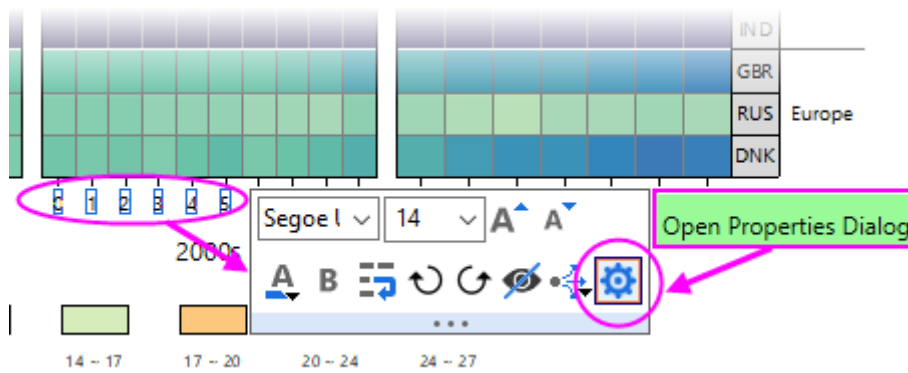 IND
GBR
RUS Europe
DNK
0 1 2 3 4 5
Segoe U 14 A A
Open Properties Dialog
2000s
A B
14 -- 17 17 -- 20 20 -- 24 24 -- 27